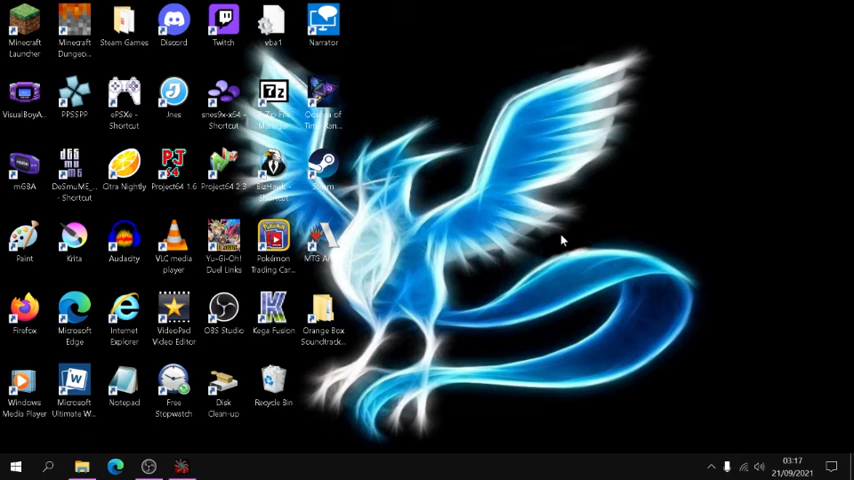 Minecraft Launcher
Minecraft Dungeo...
Steam Games
Discord
Twitch
vba1
Narrator
VisualBoyA...
PPSSPP
ePSXe - Shortcut
Jnes
snes9x-x64 - Shortcut
7z
File Manager
of Time
mGBA
DeSmuME_... - Shortcut
Citra Nightly
PJ 64
Project64 1.6
Project64 2.3
BizHawk - Shortcut
Steam
Paint
Krita
Audacity
VLC media player
Yu-Gi-Oh! Duel Links
Pokémon Trading Car...
MTG
Firefox
Microsoft Edge
Internet Explorer
VideoPad Video Editor
OBS Studio
Kega Fusion
Orange Box Soundtrack...
Windows Media Player
Microsoft Ultimate W...
Notepad
Free Stopwatch
Disk Clean-up
Recycle Bin
03:17
21/09/2021